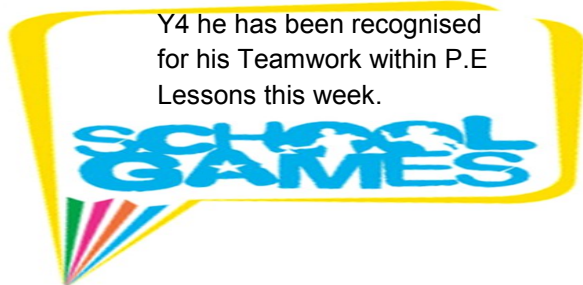 Y4 he has been recognised
for his Teamwork within P.E
Lessons this week.
SCHOOL
GAMES